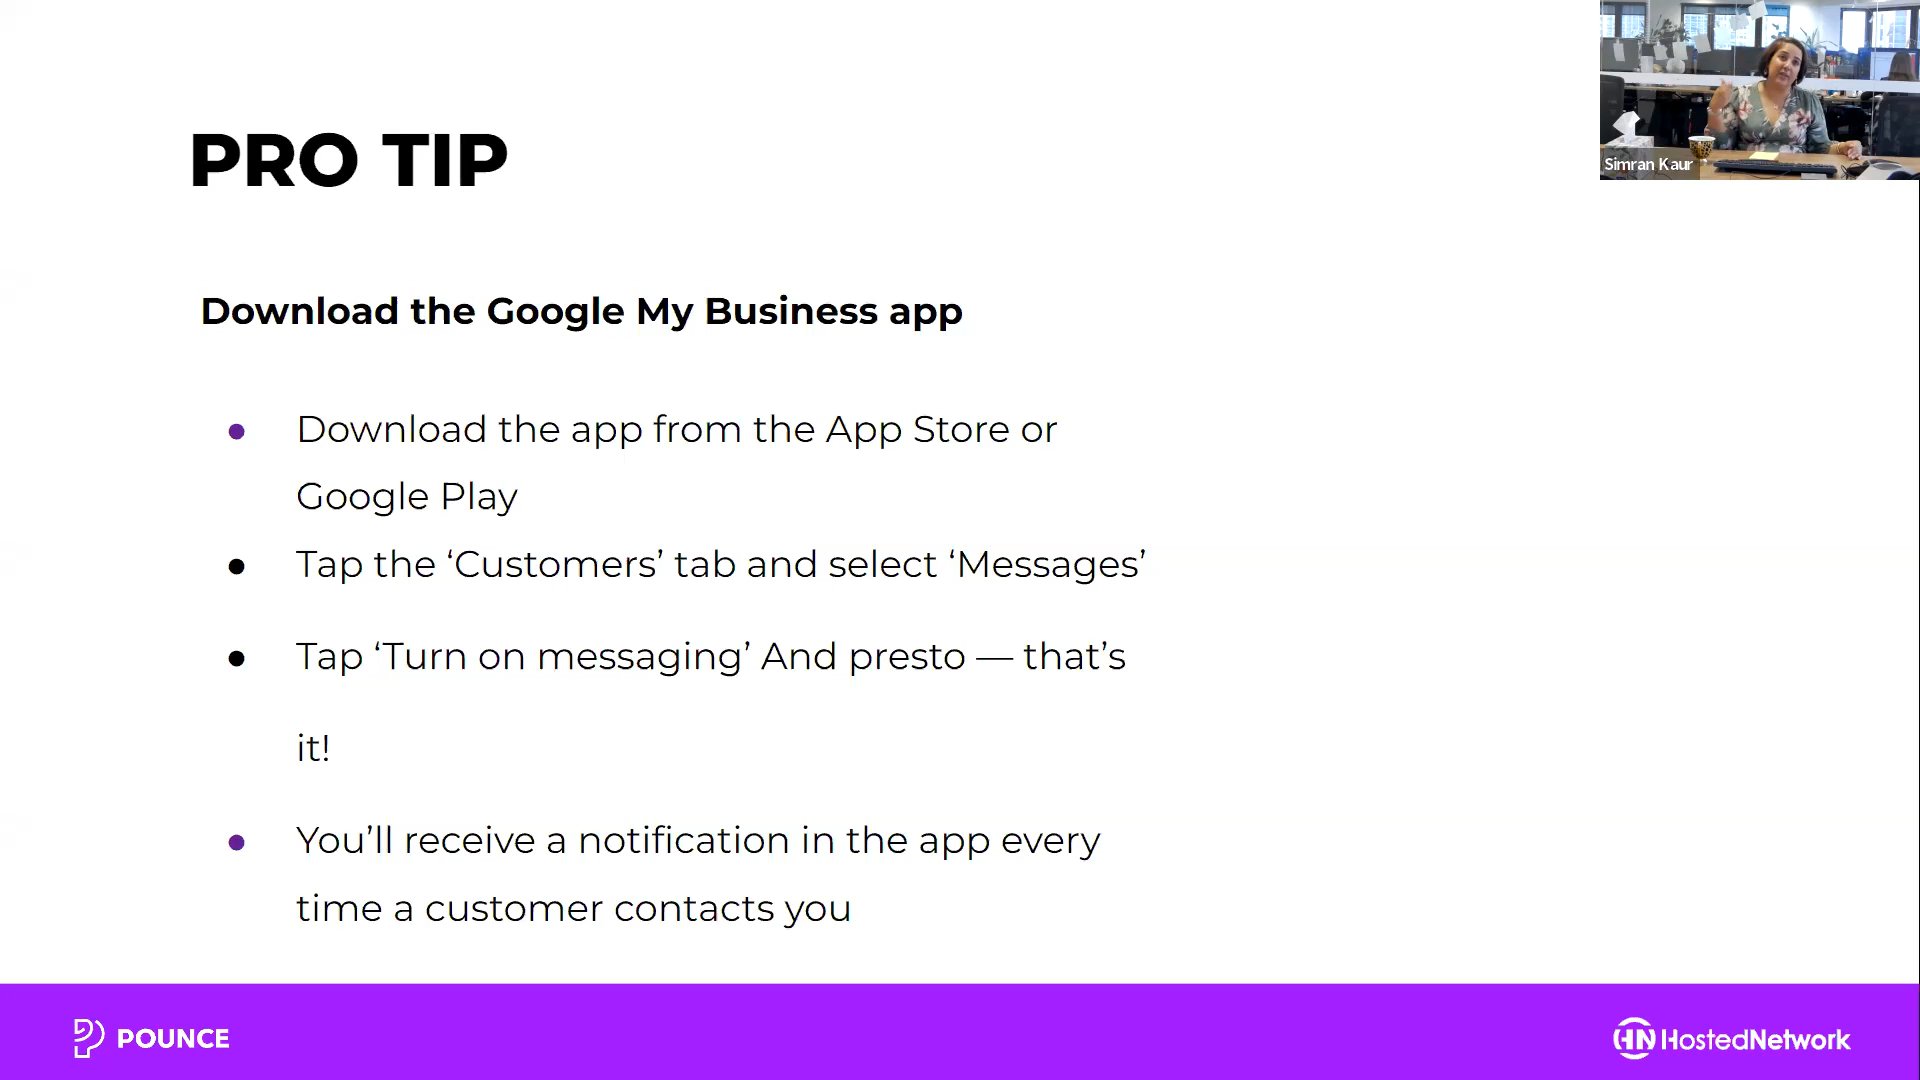 PRO TIP
Simran Kaur
Download the Google My Business app
● Download the app from the App Store or
Google Play
● Tap the ‘Customers’ tab and select ‘Messages’
● Tap ‘Turn on messaging’ And presto — that’s
it!
● You’ll receive a notification in the app every
time a customer contacts you
POUNCE
HN HostedNetwork